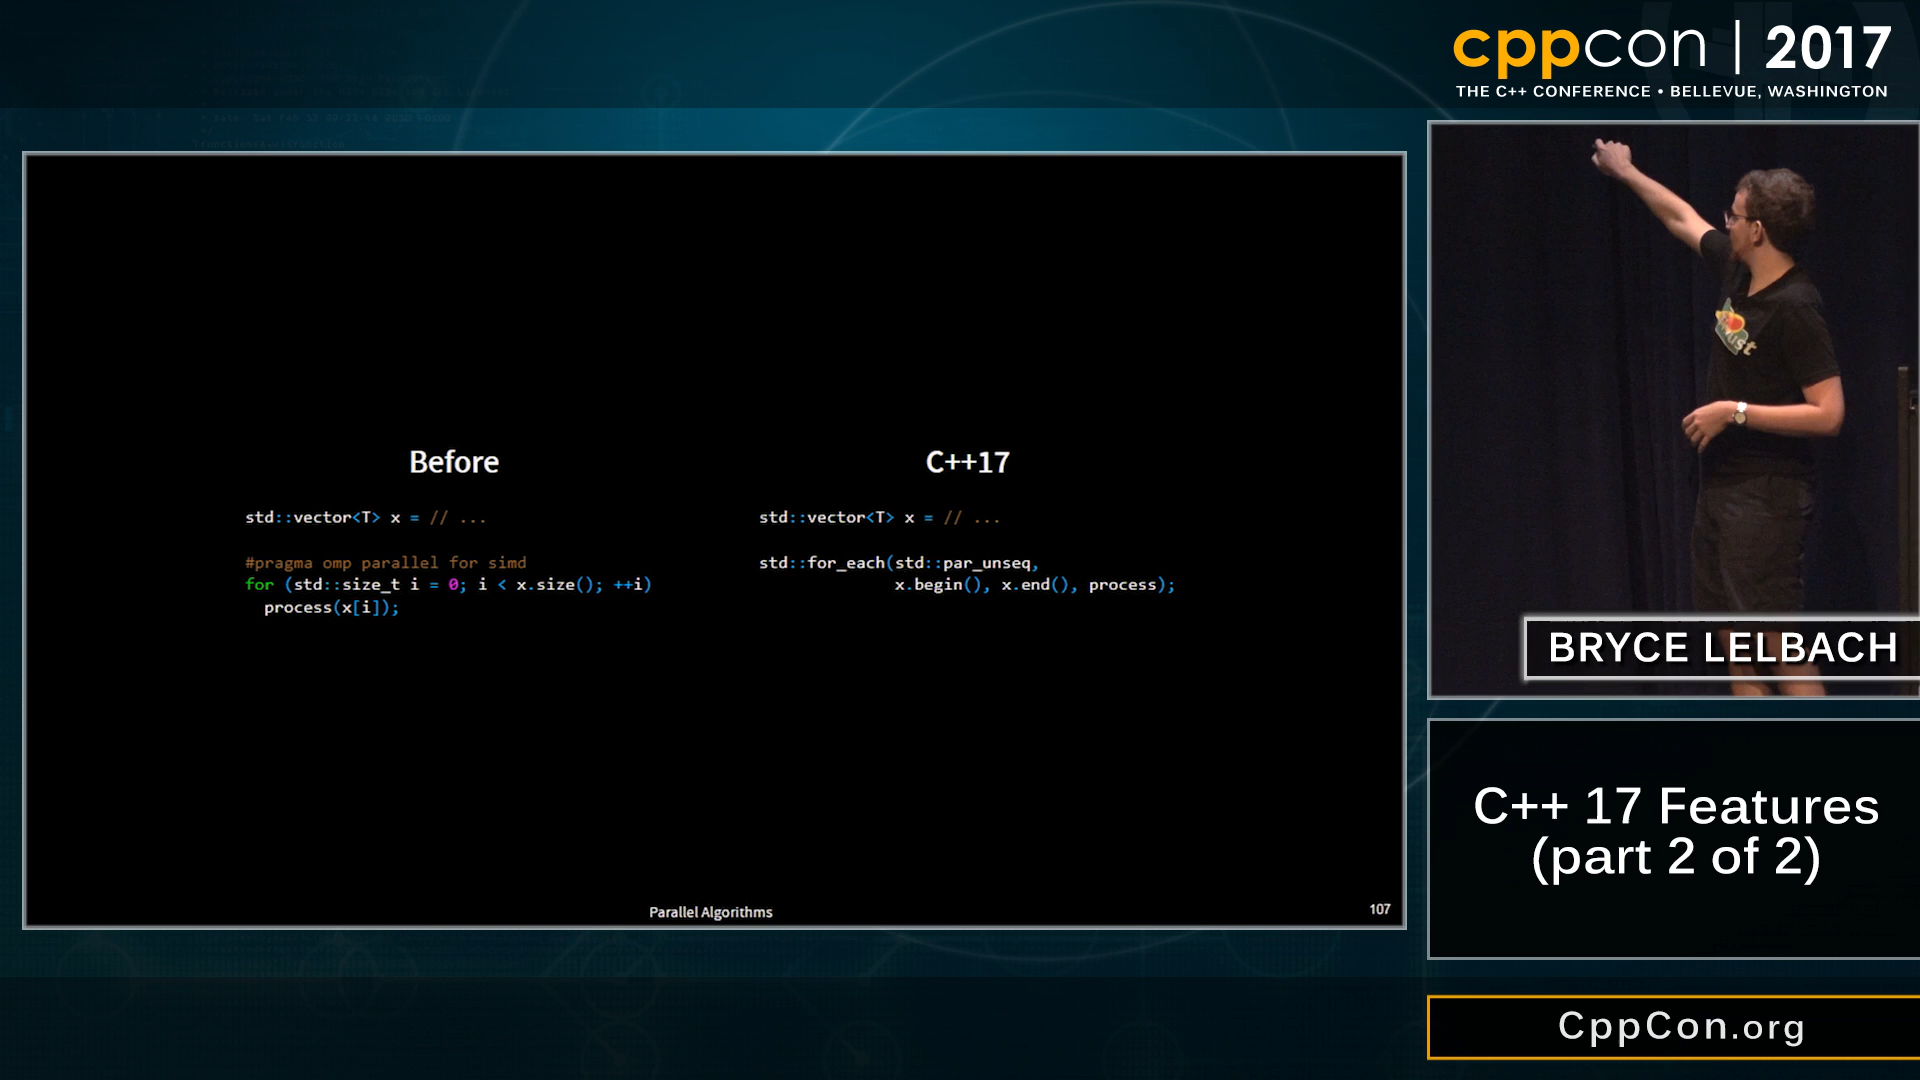 cppcon | 2017
THE C++ CONFERENCE • BELLEVUE, WASHINGTON
Before
std::vector<T> x = // ...
#pragma omp parallel for simd
for (std::size_t i = 0; i < x.size(); ++i)
process(x[i]);
C++17
std::vector<T> x = // ...
std::for_each(std::par_unseq,
x.begin(), x.end(), process);
Parallel Algorithms
107
BRYCE LELBACH
C++ 17 Features
(part 2 of 2)
CppCon.org